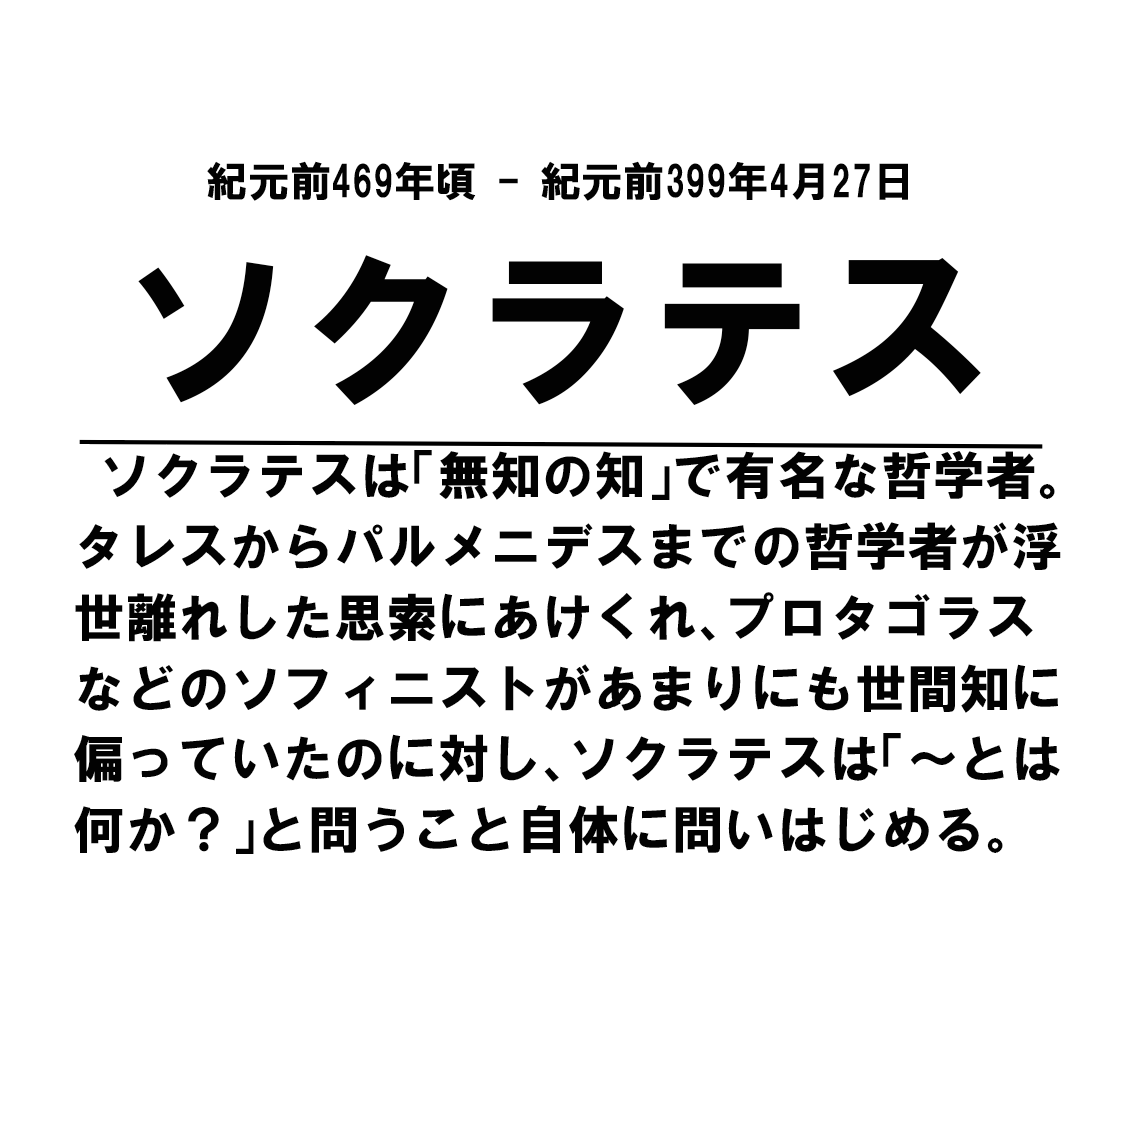 紀元前469年頃 - 紀元前399年4月27日
ソクラテス
ソクラテスは「無知の知」で有名な哲学者。
タレスからパルメニデスまでの哲学者が浮
世離れした思索にあけくれ、プロタゴラス
などのソフィニストがあまりにも世間知に
偏っていたのに対し、ソクラテスは「～とは
何か？」と問うこと自体に問いはじめる。